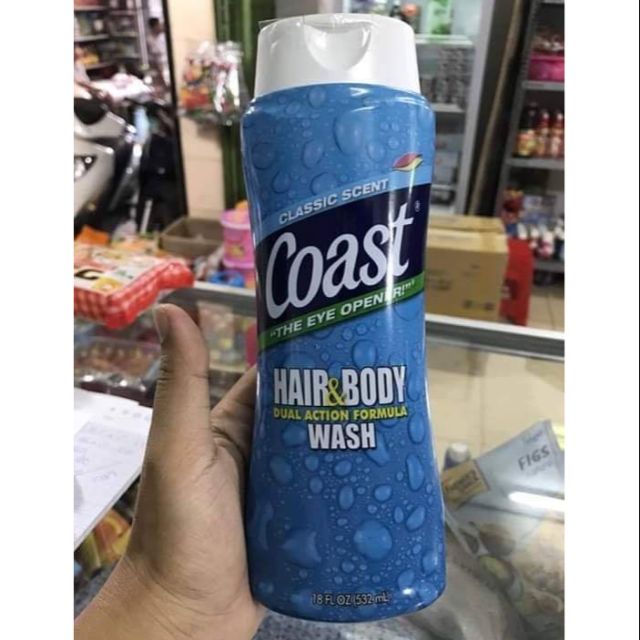 CLASSIC SCENT
Coast®
"THE EYE OPENER!"®
HAIR & BODY
DUAL ACTION FORMULA
WASH
18 FL OZ (532 mL)
FIGS